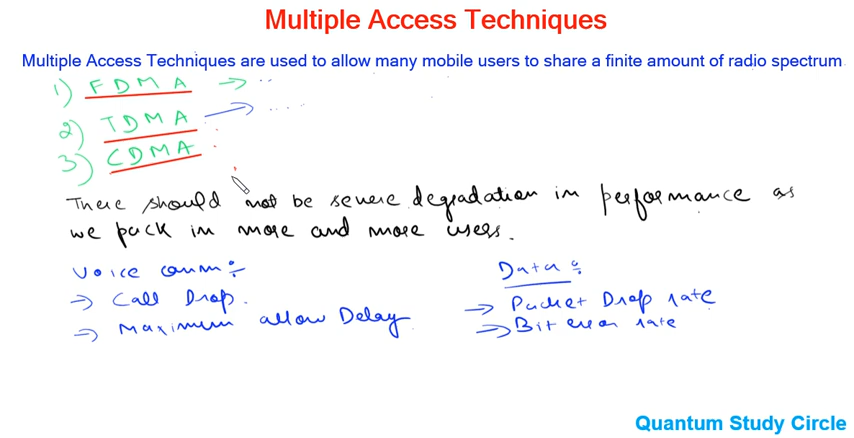 Multiple Access Techniques
Multiple Access Techniques are used to allow many mobile users to share a finite amount of radio spectrum
1) FDMA → ..
2) TDMA → ....
3) CDMA
There should not be severe degradation in performance as
we pack in more and more users.
Voice comm:
→ Call Drop.
→ Maximum allow Delay
Data:
→ Packet Drop rate
→ Bit error rate
Quantum Study Circle